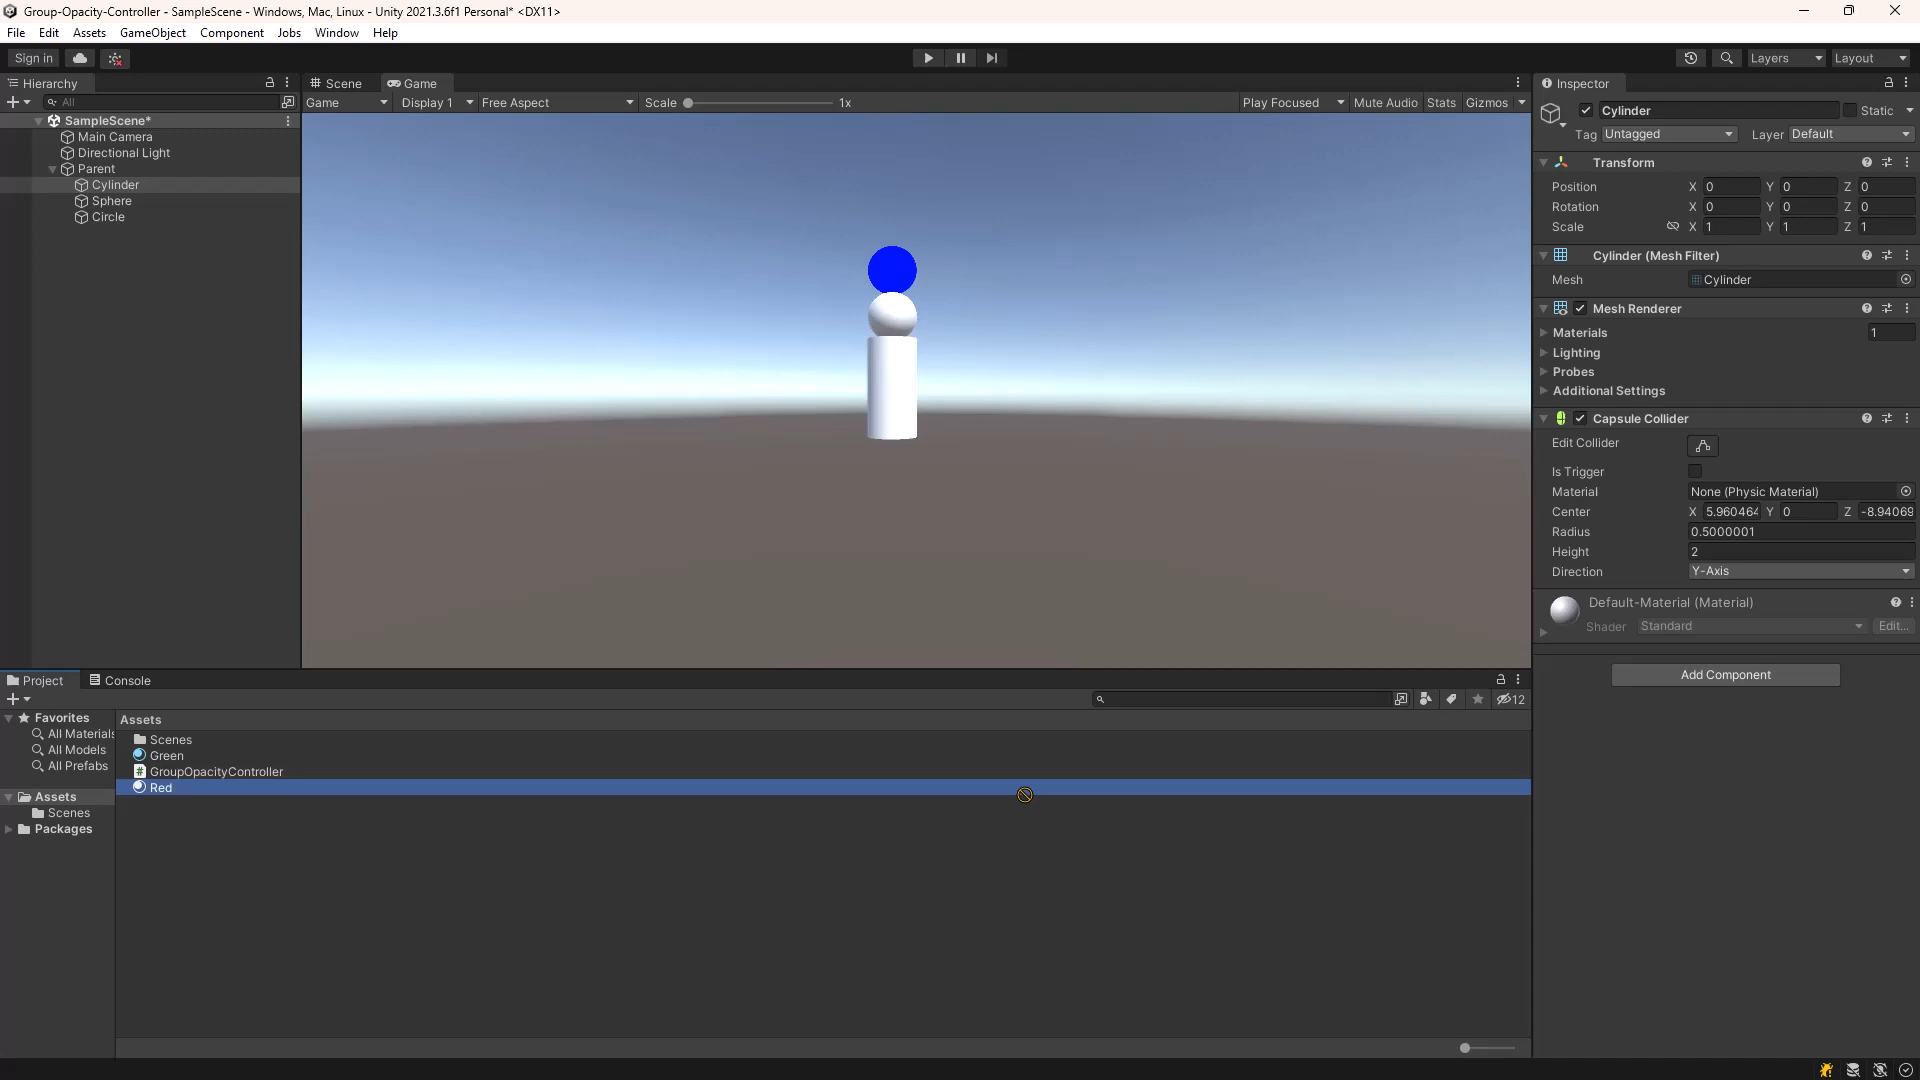 Group-Opacity-Controller - SampleScene - Windows, Mac, Linux - Unity 2021.3.6f1 Personal* <DX11>
File Edit Assets GameObject Component Jobs Window Help
Sign in
Layers
Layout
Hierarchy
All
SampleScene*
Main Camera
Directional Light
Parent
Cylinder
Sphere
Circle
Scene Game
Game Display 1 Free Aspect Scale 1x Play Focused Mute Audio Stats Gizmos
Inspector
Cylinder Static
Tag Untagged Layer Default
Transform
Position X 0 Y 0 Z 0
Rotation X 0 Y 0 Z 0
Scale X 1 Y 1 Z 1
Cylinder (Mesh Filter)
Mesh Cylinder
Mesh Renderer
Materials 1
Lighting
Probes
Additional Settings
Capsule Collider
Edit Collider
Is Trigger
Material None (Physic Material)
Center X 5.960464 Y 0 Z -8.94069
Radius 0.5000001
Height 2
Direction Y-Axis
Default-Material (Material)
Shader Standard Edit...
Add Component
Project Console
12
Favorites
All Materials
All Models
All Prefabs
Assets
Scenes
Packages
Assets
Scenes
Green
GroupOpacityController
Red